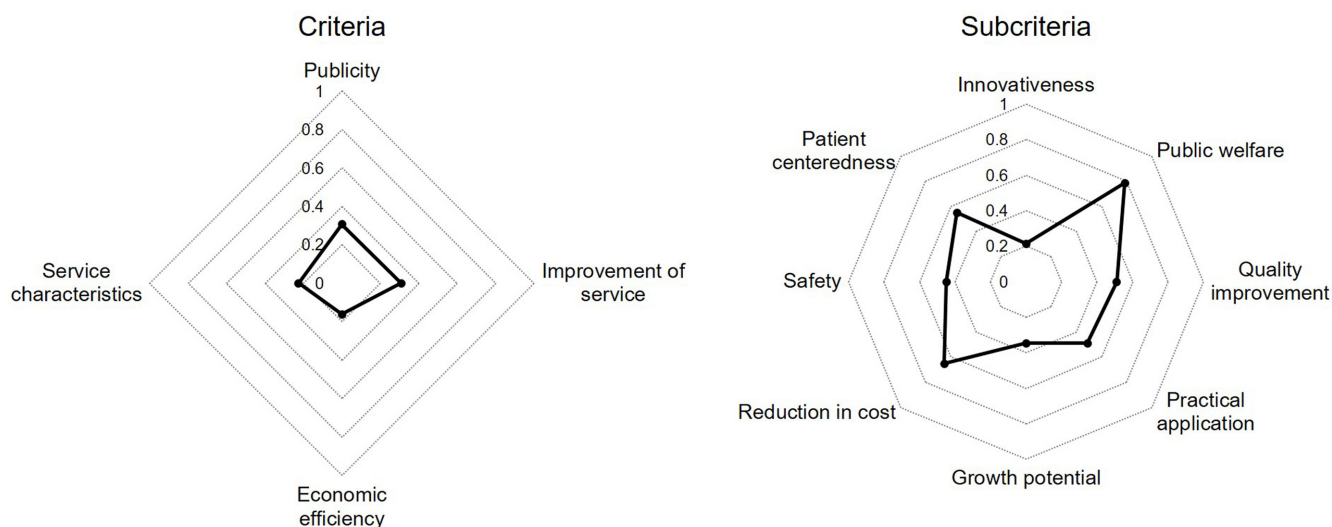 Criteria
Publicity
1
0.8
0.6
0.4
0.2
0
Service
characteristics
Improvement of
service
Economic
efficiency
Subcriteria
Innovativeness
1
0.8
0.6
0.4
0.2
0
Patient
centeredness
Public welfare
Safety
Quality
improvement
Reduction in cost
Practical
application
Growth potential